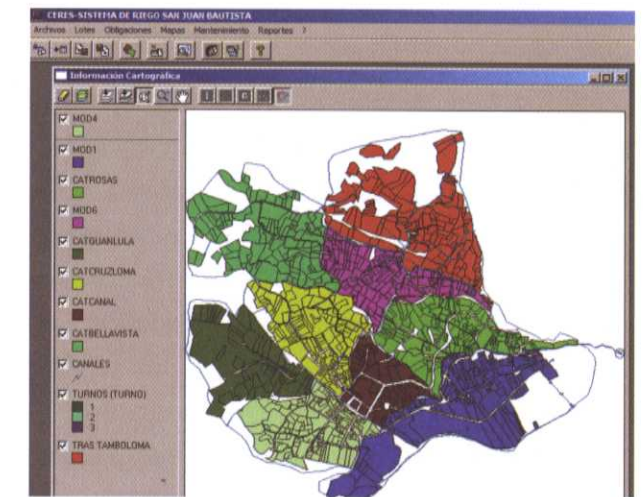 CERES-SISTEMA DE RIEGO SAN JUAN BAUTISTA
Archivos Lotes Obligaciones Mapas Mantenimiento Reportes ?
Información Cartográfica
MOD4
MOD1
CATROSAS
MOD6
CATGUANLULA
CATCRUZLOMA
CATCANAL
CATBELLAVISTA
CANALES
TURNOS (TURNO)
1
2
3
TRAS TAMBOLOMA